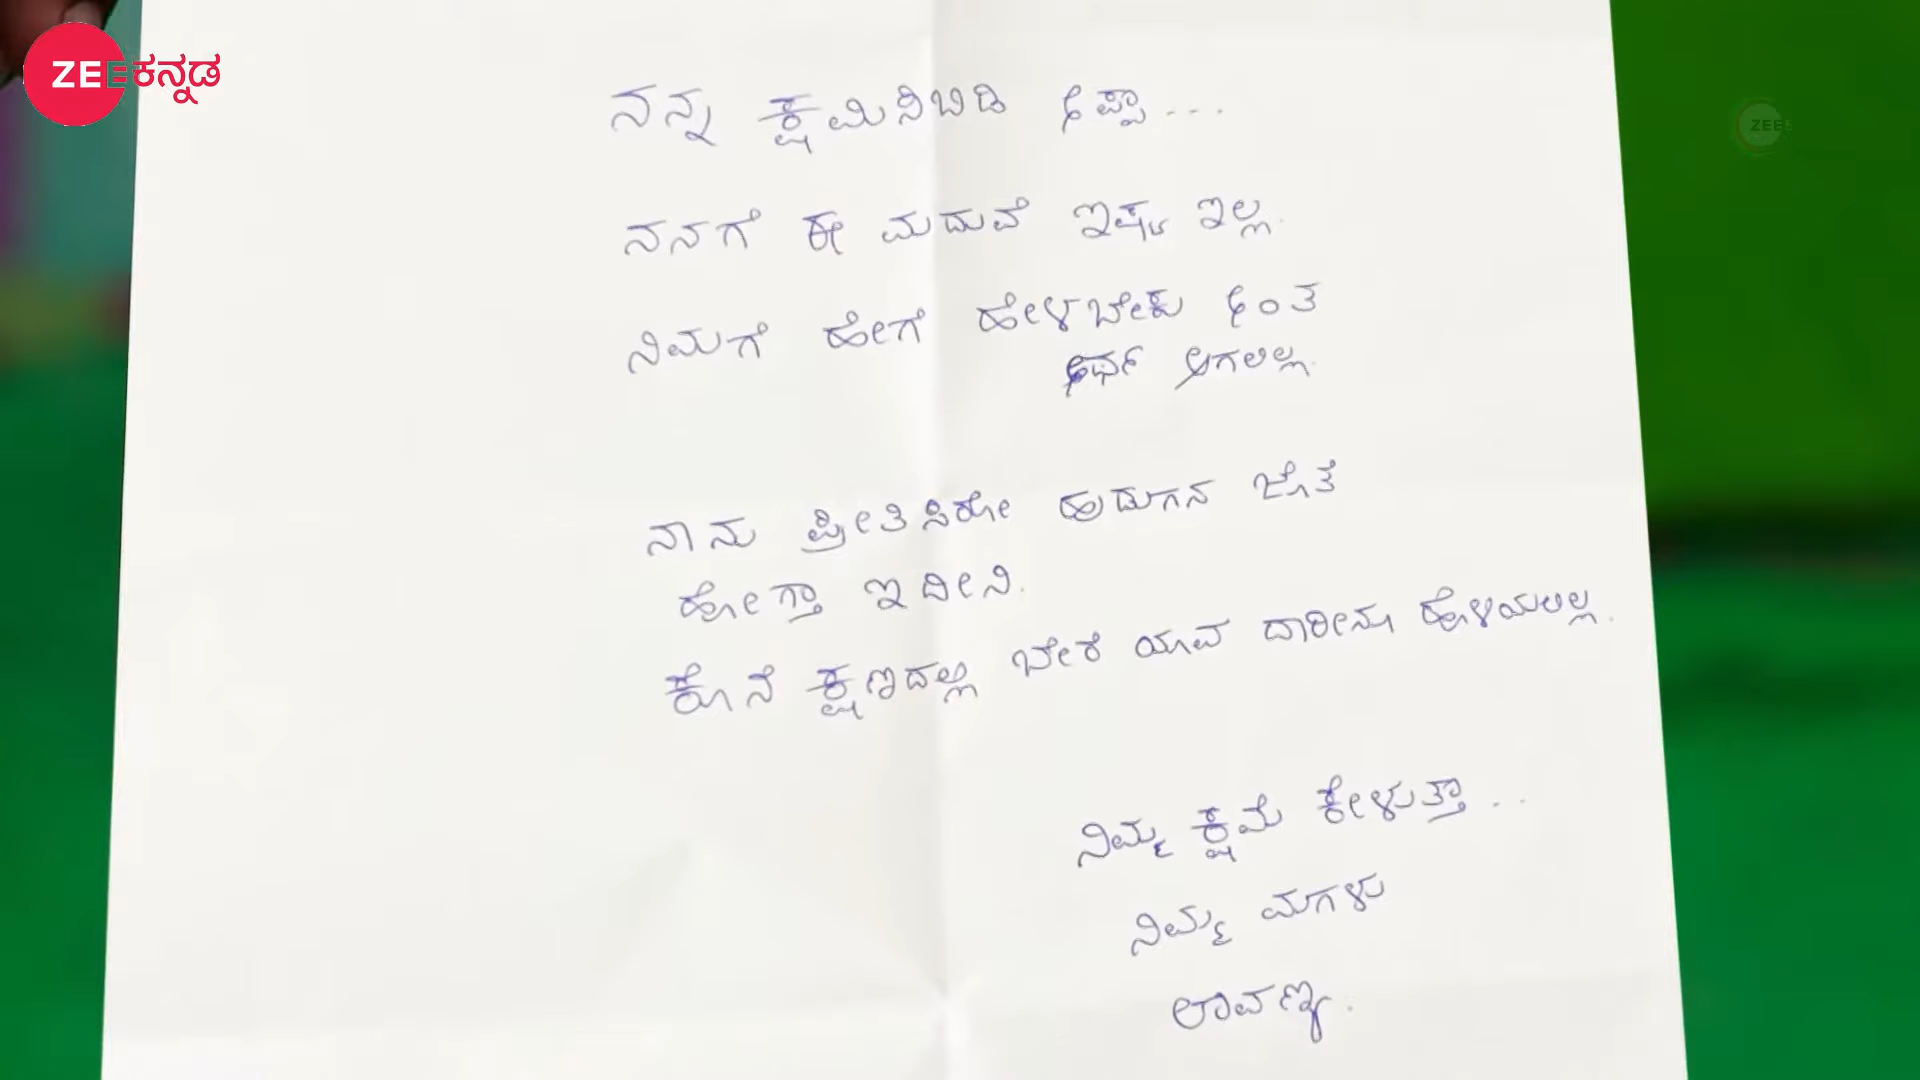 ZEEಕನ್ನಡ
ZEE
ನನ್ನ ಕ್ಷಮಿಸಿಬಿಡಿ ಅಪ್ಪಾ ...
ನನಗೆ ಈ ಮದುವೆ ಇಷ್ಟ ಇಲ್ಲ.
ನಿಮಗೆ ಹೇಗೆ ಹೇಳಬೇಕು ಅಂತ
ಅರ್ಥ ಆಗಲಿಲ್ಲ.
ನಾನು ಪ್ರೀತಿಸಿರೋ ಹುಡುಗನ ಜೊತೆ
ಹೋಗ್ತಾ ಇದೀನಿ.
ಕೊನೆ ಕ್ಷಣದಲ್ಲಿ ಬೇರೆ ಯಾವ ದಾರೀನು ಹೊಳೆಯಲಿಲ್ಲ.
ನಿಮ್ಮ ಕ್ಷಮೆ ಕೇಳುತ್ತಾ ..
ನಿಮ್ಮ ಮಗಳು
ಲಾವಣ್ಯ.